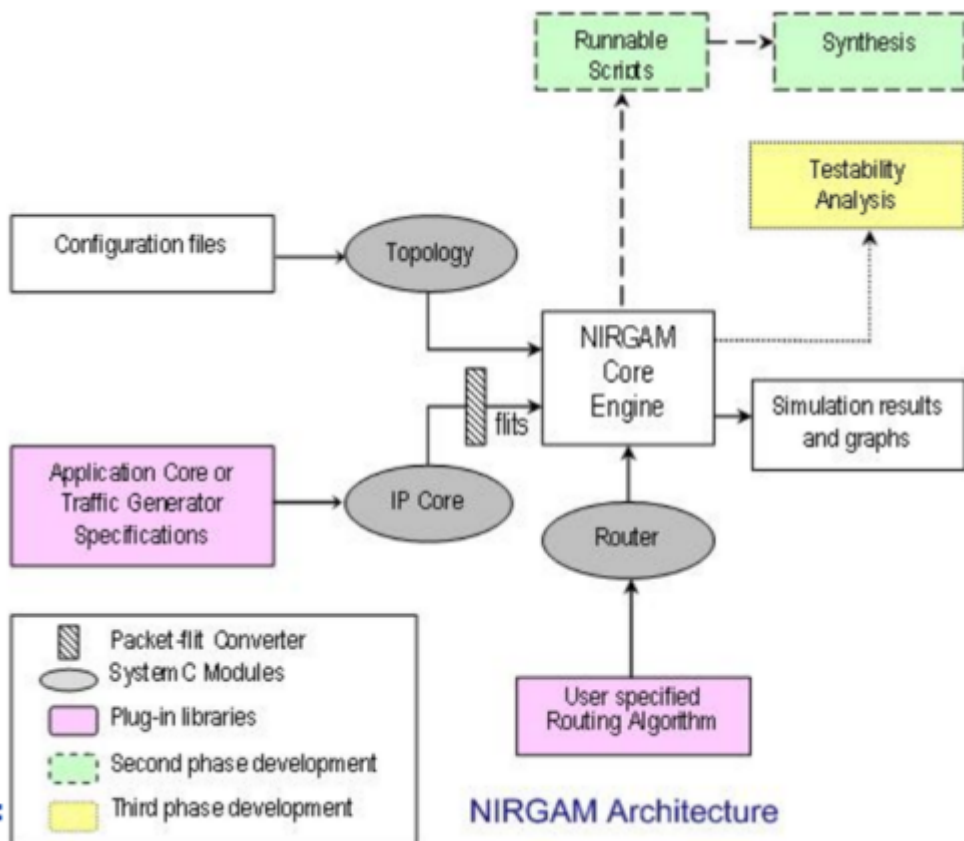 Runnable
Scripts
Synthesis
Testability
Analysis
Configuration files
Topology
NIRGAM
Core
Engine
flits
Simulation results
and graphs
Application Core or
Traffic Generator
Specifications
IP Core
Router
User specified
Routing Algorithm
Packet-flit Converter
System C Modules
Plug-in libraries
Second phase development
Third phase development
:
NIRGAM Architecture